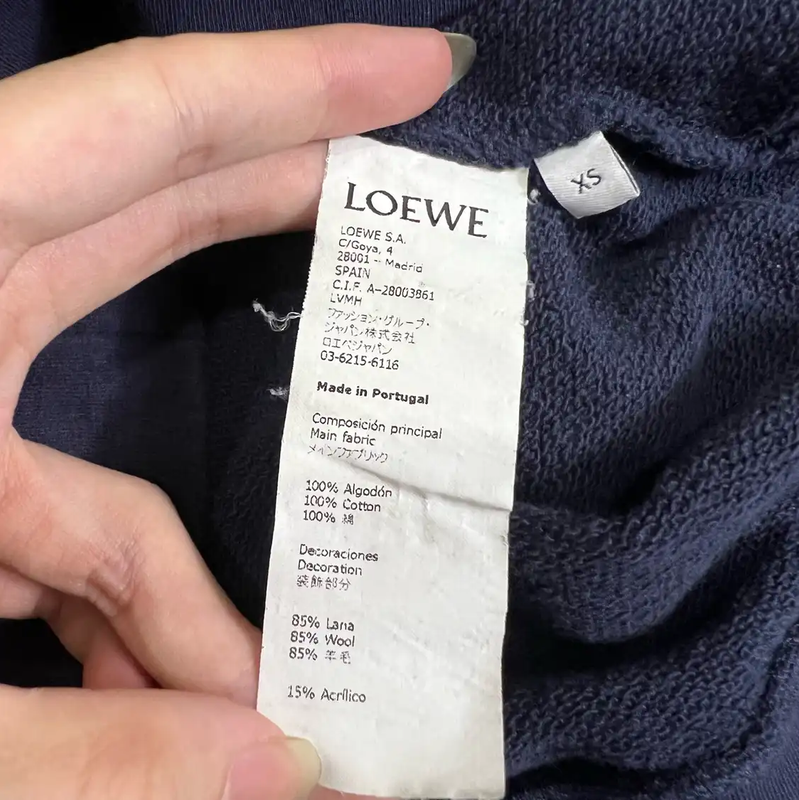 LOEWE
LOEWE S.A.
C/Goya, 4
28001 - Madrid
SPAIN
C.I.F. A-28003861
LVMH
ファッション・グループ・
ジャパン株式会社
ロエベジャパン
03-6215-6116
Made in Portugal
Composición principal
Main fabric
メインファブリック
100% Algodón
100% Cotton
100% 綿
Decoraciones
Decoration
装飾部分
85% Lana
85% Wool
85% 羊毛
15% Acrílico
XS